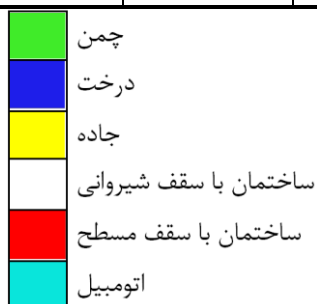 چمن
درخت
جاده
ساختمان با سقف شیروانی
ساختمان با سقف مسطح
اتومبیل